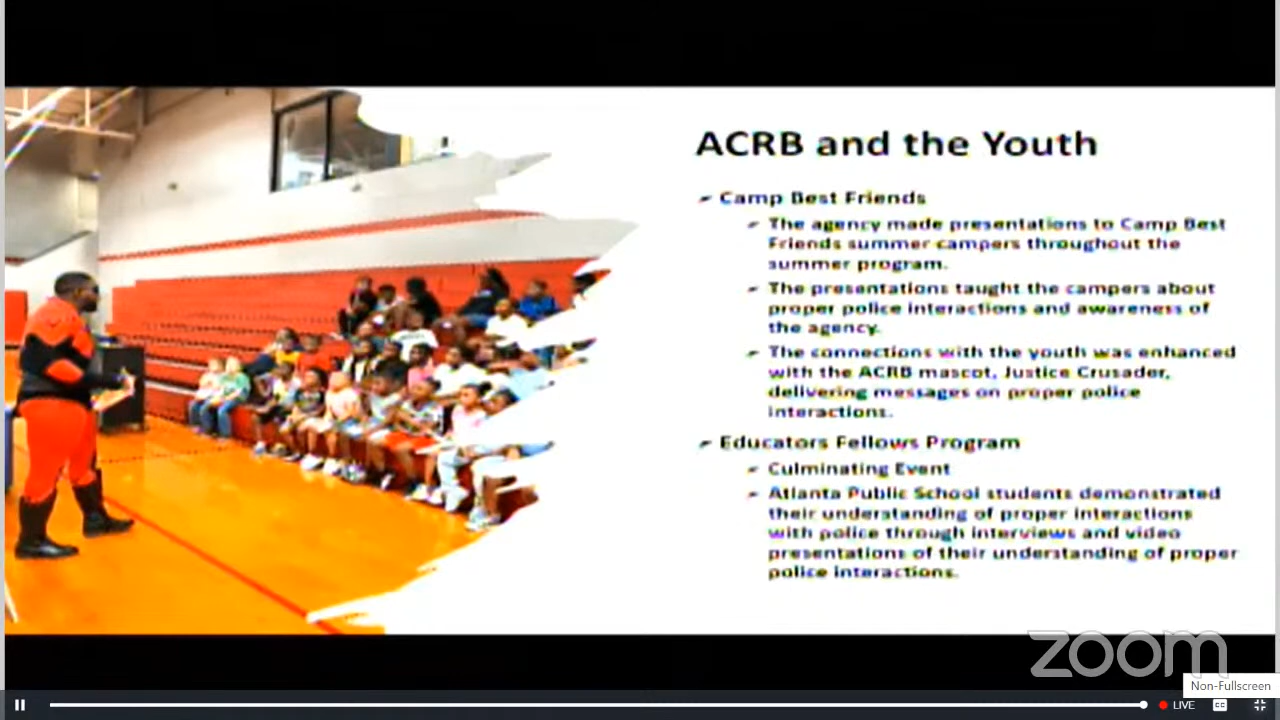 ACRB and the Youth
Camp Best Friends
The agency made presentations to Camp Best
Friends summer campers throughout the
summer program.
The presentations taught the campers about
proper police interactions and awareness of
the agency.
The connections with the youth was enhanced
with the ACRB mascot, Justice Crusader,
delivering messages on proper police
interactions.
Educators Fellows Program
Culminating Event
Atlanta Public School students demonstrated
their understanding of proper interactions
with police through interviews and video
presentations of their understanding of proper
police interactions.
zoom
Non-Fullscreen
LIVE
CC